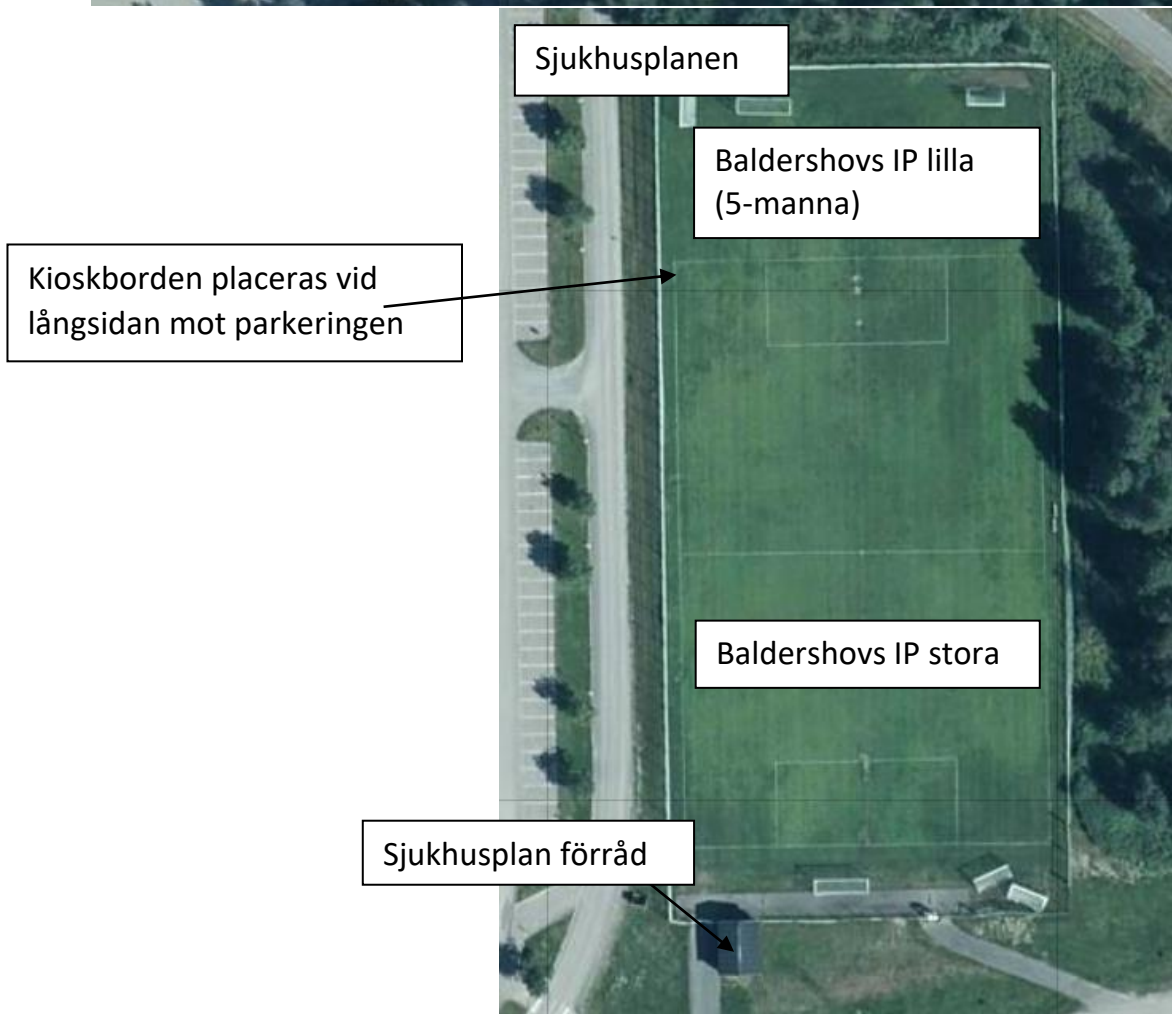 Sjukhusplanen
Baldershovs IP lilla
(5-manna)
Kioskborden placeras vid
långsidan mot parkeringen
Baldershovs IP stora
Sjukhusplan förråd